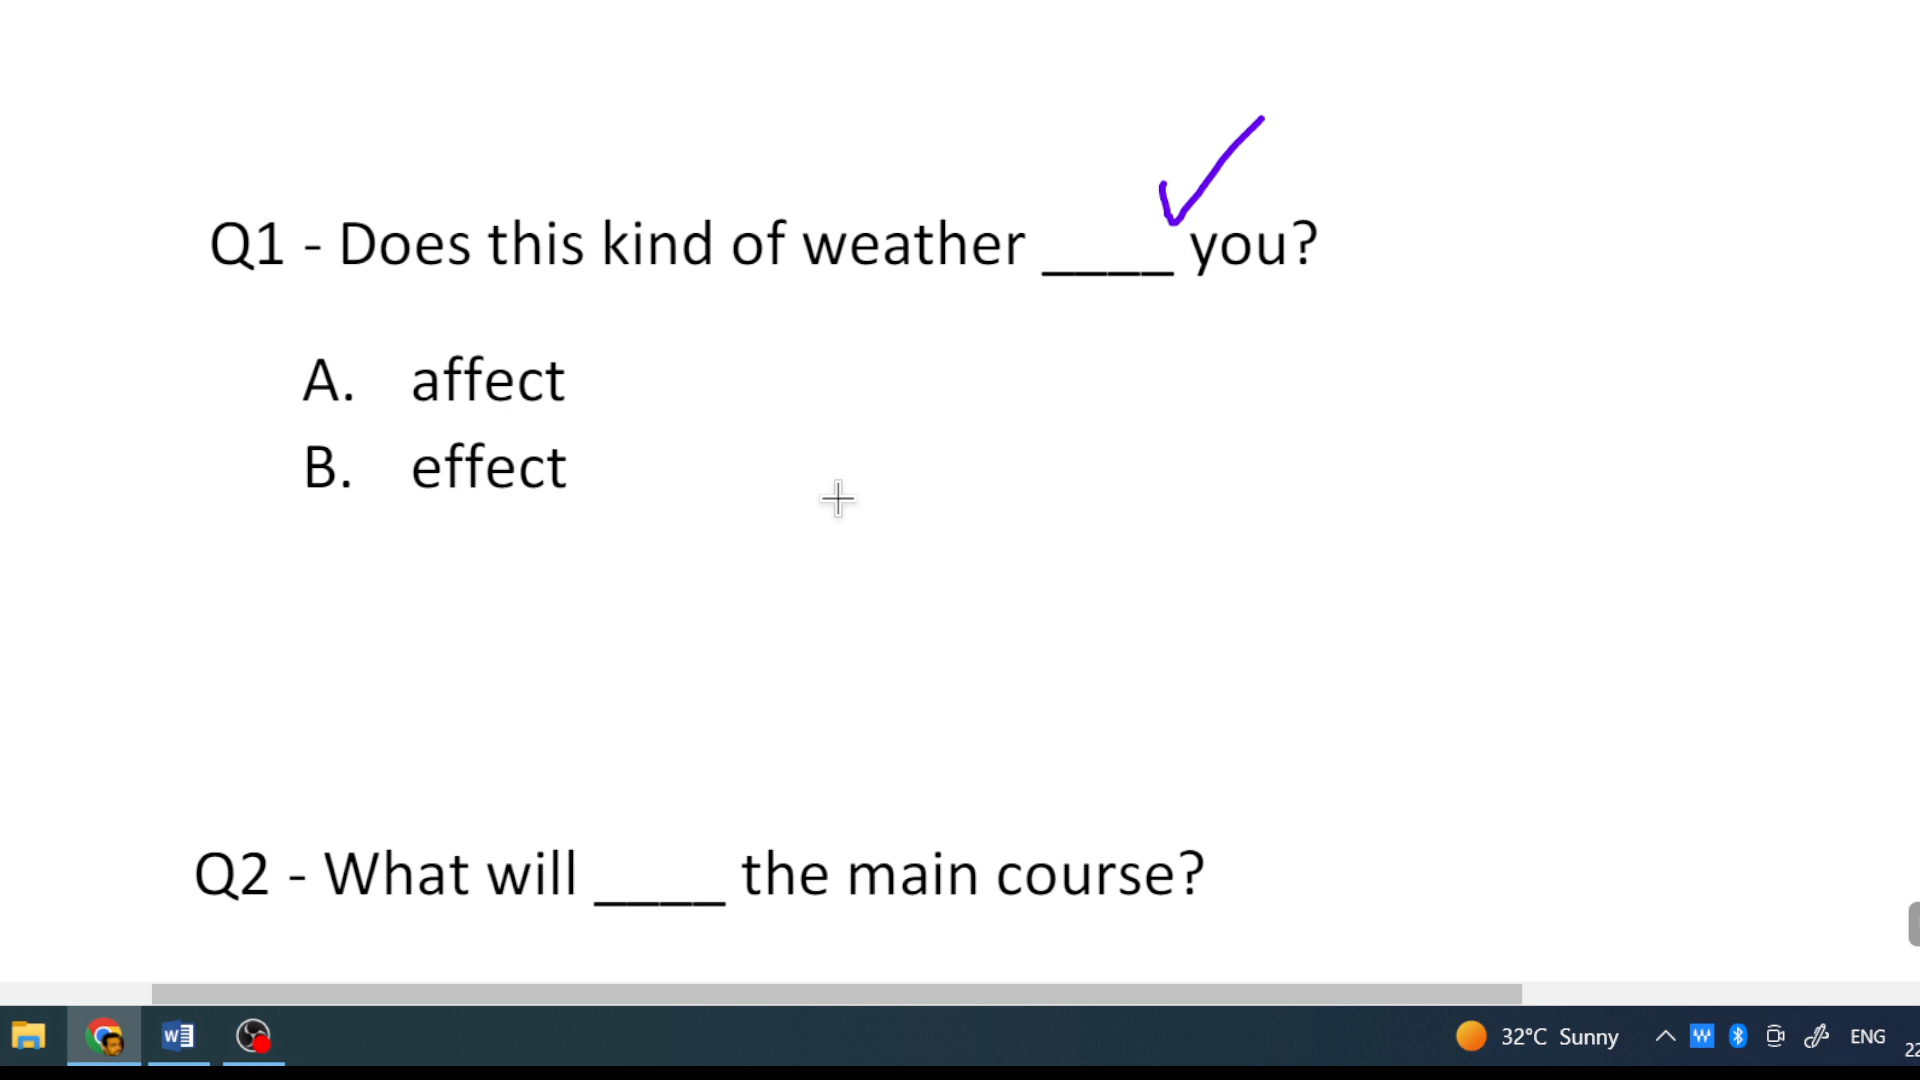 Q1 - Does this kind of weather ____ you?
A. affect
B. effect
Q2 - What will ____ the main course?
32°C Sunny
ENG
22